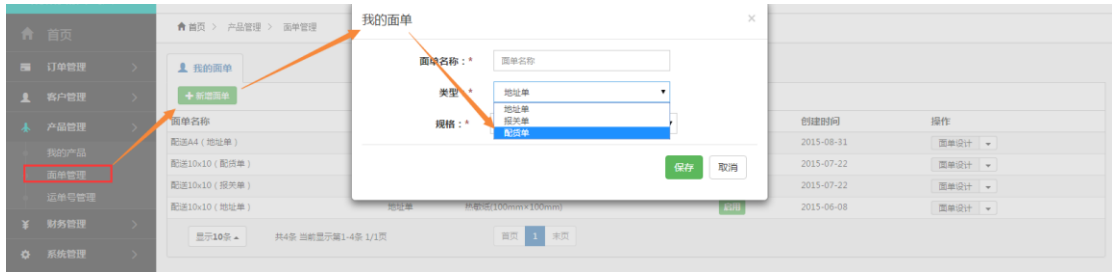 首页
订单管理
客户管理
产品管理
我的产品
面单管理
运单号管理
财务管理
系统管理
首页 > 产品管理 > 面单管理
我的面单
+ 新增面单
面单名称 创建时间 操作
配送A4 ( 地址单 ) 2015-08-31 面单设计
配送10x10 ( 配货单 ) 2015-07-22 面单设计
配送10x10 ( 报关单 ) 2015-07-22 面单设计
配送10x10 ( 地址单 ) 地址单 热敏纸(100mm×100mm) 启用 2015-06-08 面单设计
显示10条 共4条 当前显示第1-4条 1/1页 首页 1 末页
我的面单 ×
面单名称：* 面单名称
类型：* 地址单
地址单
报关单
配货单
规格：*
保存 取消